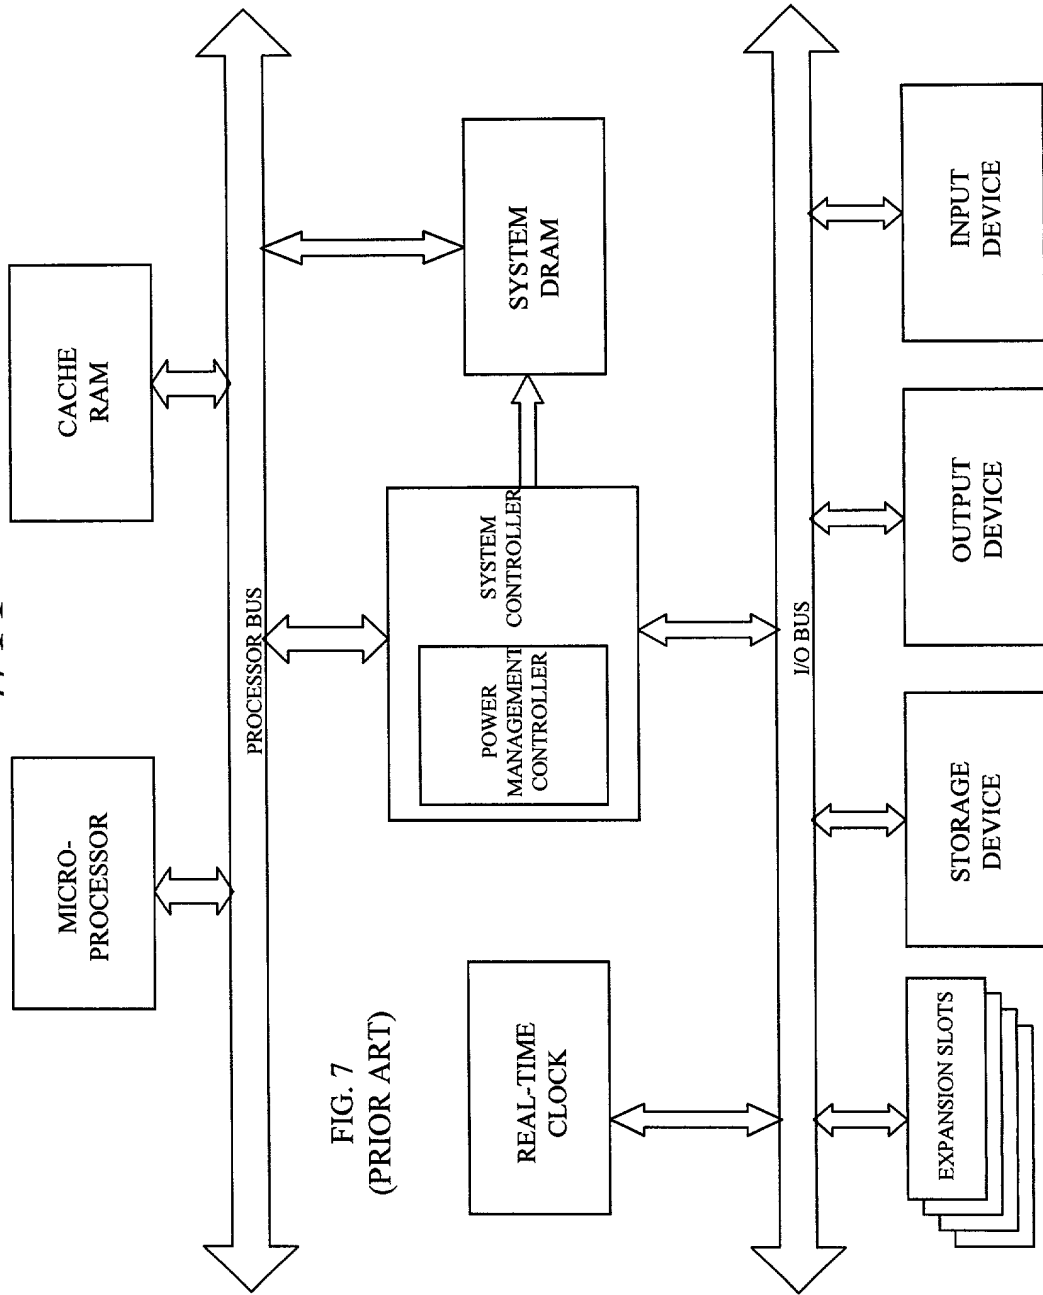 MICRO-
PROCESSOR
CACHE
RAM
PROCESSOR BUS
FIG. 7
(PRIOR ART)
POWER
MANAGEMENT
CONTROLLER
SYSTEM
CONTROLLER
SYSTEM
DRAM
REAL-TIME
CLOCK
I/O BUS
EXPANSION SLOTS
STORAGE
DEVICE
OUTPUT
DEVICE
INPUT
DEVICE